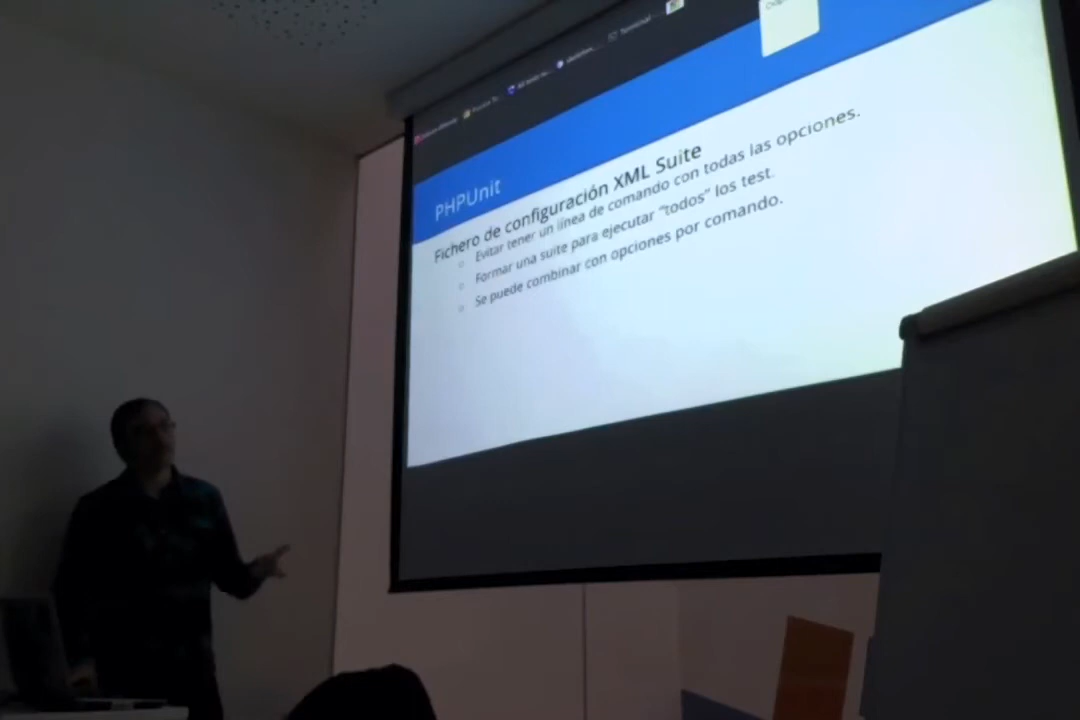 Terminal
PHPUnit
Fichero de configuración XML Suite
Evitar tener un línea de comando con todas las opciones.
Formar una suite para ejecutar “todos” los test.
Se puede combinar con opciones por comando.